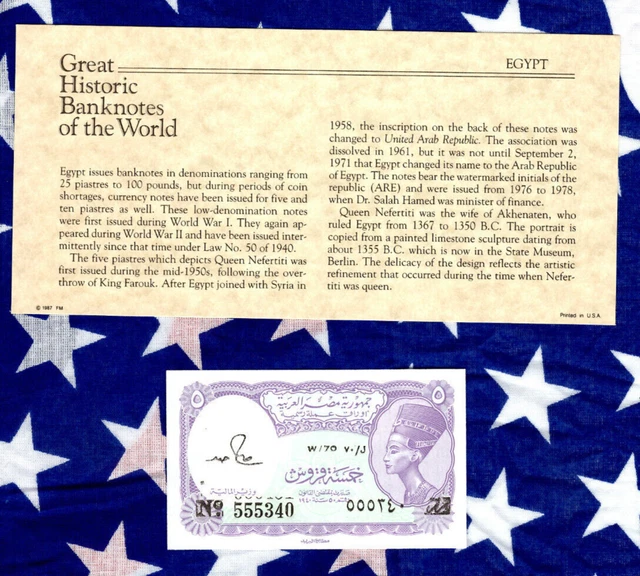 Great
Historic
Banknotes
of the World
EGYPT
Egypt issues banknotes in denominations ranging from
25 piastres to 100 pounds, but during periods of coin
shortages, currency notes have been issued for five and
ten piastres as well. These low-denomination notes
were first issued during World War I. They again ap-
peared during World War II and have been issued inter-
mittently since that time under Law No. 50 of 1940.
The five piastres which depicts Queen Nefertiti was
first issued during the mid-1950s, following the over-
throw of King Farouk. After Egypt joined with Syria in
1958, the inscription on the back of these notes was
changed to United Arab Republic. The association was
dissolved in 1961, but it was not until September 2,
1971 that Egypt changed its name to the Arab Republic
of Egypt. The notes bear the watermarked initials of the
republic (ARE) and were issued from 1976 to 1978,
when Dr. Salah Hamed was minister of finance.
Queen Nefertiti was the wife of Akhenaten, who
ruled Egypt from 1367 to 1350 B.C. The portrait is
copied from a painted limestone sculpture dating from
about 1355 B.C. which is now in the State Museum,
Berlin. The delicacy of the design reflects the artistic
refinement that occurred during the time when Nefer-
titi was queen.
© 1987 FM
Printed in U.S.A.
٥ ٥
جمهورية مصر العربية
أوراق عملة رسمية
W/70 ٧٠/ل
خمسة قروش
وزير المالية
№ 555340 ٥٥٥٣٤٠